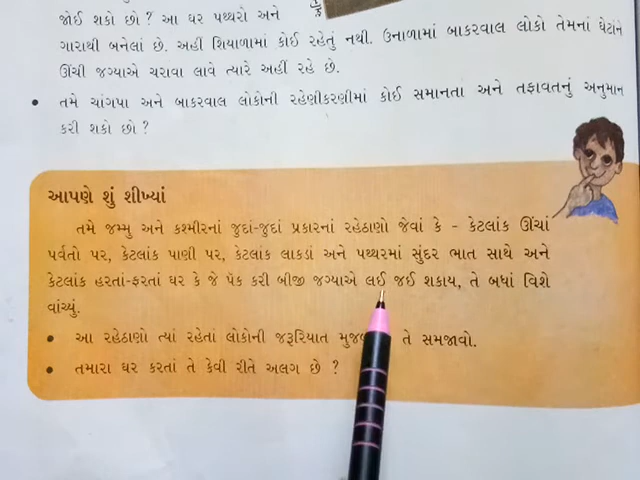 જોઈ શકો છો ? આ ઘર પથ્થરો અને
ગારાથી બનેલાં છે. અહીં શિયાળામાં કોઈ રહેતું નથી. ઉનાળામાં બાકરવાલ લોકો તેમનાં ઘેટાંને
ઊંચી જગ્યાએ ચરાવા લાવે ત્યારે અહીં રહે છે.
• તમે ચાંગપા અને બાકરવાલ લોકોની રહેણીકરણીમાં કોઈ સમાનતા અને તફાવતનું અનુમાન
કરી શકો છો ?
આપણે શું શીખ્યાં
તમે જમ્મુ અને કશ્મીરનાં જુદાં-જુદાં પ્રકારનાં રહેઠાણો જેવાં કે - કેટલાંક ઊંચાં
પર્વતો પર, કેટલાંક પાણી પર, કેટલાંક લાકડાં અને પથ્થરમાં સુંદર ભાત સાથે અને
કેટલાંક હરતાં-ફરતાં ઘર કે જે પૅક કરી બીજી જગ્યાએ લઈ જઈ શકાય, તે બધાં વિશે
વાંચ્યું.
• આ રહેઠાણો ત્યાં રહેતાં લોકોની જરૂરિયાત તે સમજાવો.
• તમારા ઘર કરતાં તે કેવી રીતે અલગ છે ?